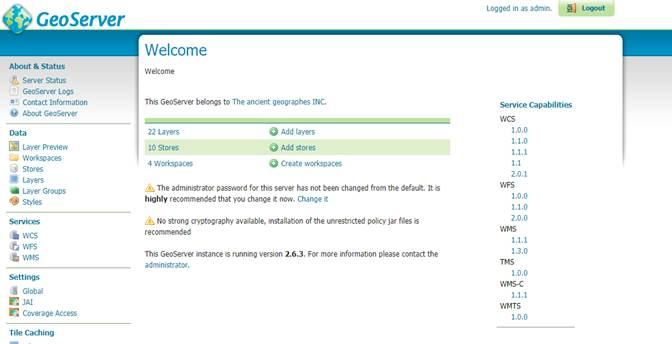 GeoServer
Logged in as admin.
Logout
About & Status
Server Status
GeoServer Logs
Contact Information
About GeoServer
Data
Layer Preview
Workspaces
Stores
Layers
Layer Groups
Styles
Services
WCS
WFS
WMS
Settings
Global
JAI
Coverage Access
Tile Caching
Welcome
Welcome
This GeoServer belongs to The ancient geographes INC.
22 Layers Add layers
10 Stores Add stores
4 Workspaces Create workspaces
The administrator password for this server has not been changed from the default. It is
highly recommended that you change it now. Change it
No strong cryptography available, installation of the unrestricted policy jar files is
recommended
This GeoServer instance is running version 2.6.3. For more information please contact the
administrator.
Service Capabilities
WCS
1.0.0
1.1.0
1.1.1
1.1
2.0.1
WFS
1.0.0
1.1.0
2.0.0
WMS
1.1.1
1.3.0
TMS
1.0.0
WMS-C
1.1.1
WMTS
1.0.0